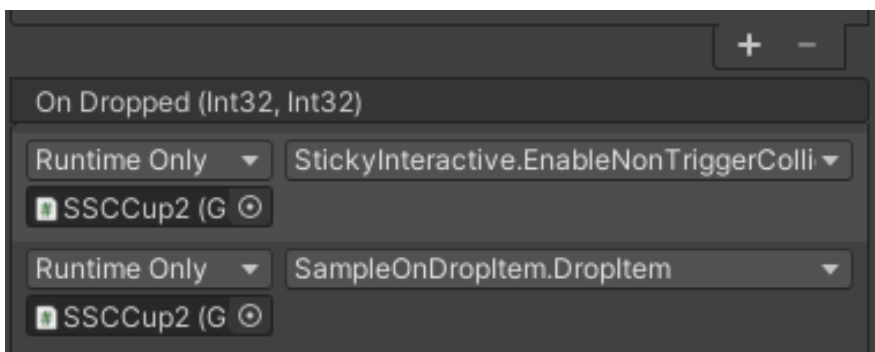 On Dropped (Int32, Int32)
Runtime Only StickyInteractive.EnableNonTriggerColli
SSCCup2 (G
Runtime Only SampleOnDropItem.DropItem
SSCCup2 (G